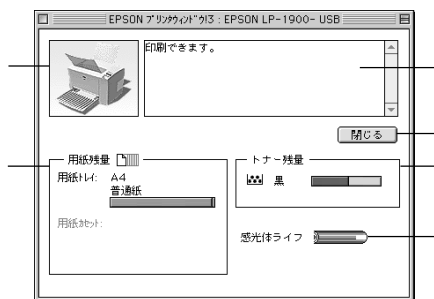 EPSON プリンタウィンドウ!3 : EPSON LP-1900- USB
印刷できます。
閉じる
用紙残量
用紙トレイ: A4
普通紙
用紙カセット:
トナー残量
黒
感光体ライフ